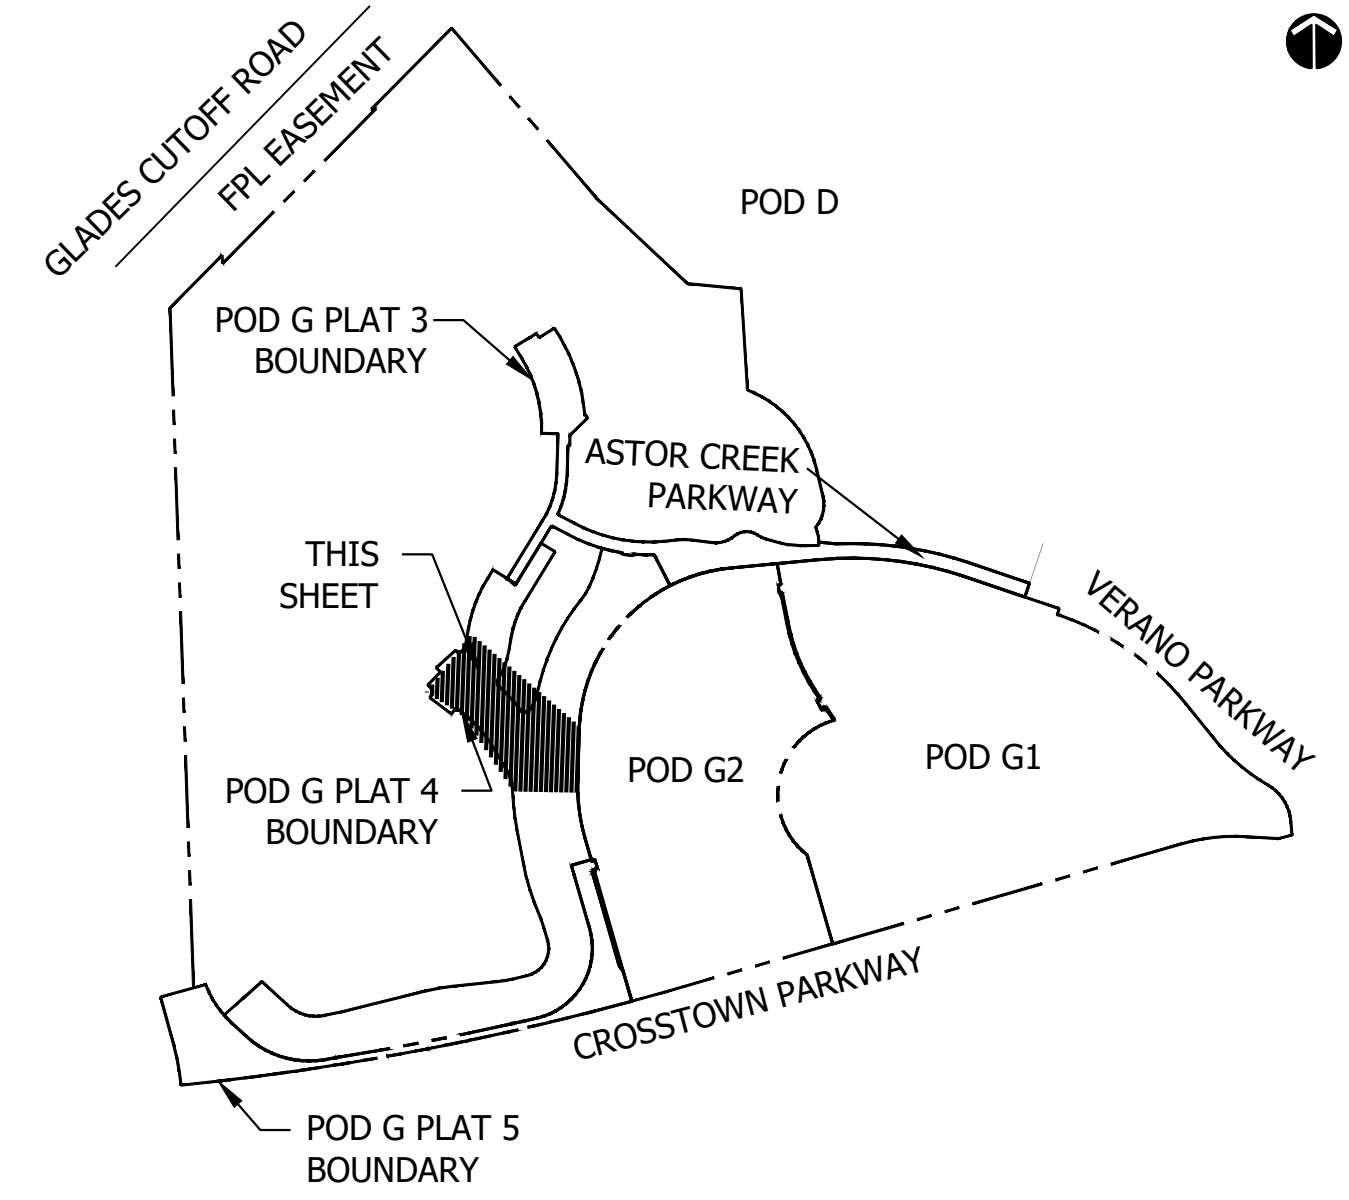 GLADES CUTOFF ROAD
FPL EASEMENT
POD D
POD G PLAT 3
BOUNDARY
ASTOR CREEK
PARKWAY
THIS
SHEET
VERANO PARKWAY
POD G2
POD G1
POD G PLAT 4
BOUNDARY
CROSSTOWN PARKWAY
POD G PLAT 5
BOUNDARY